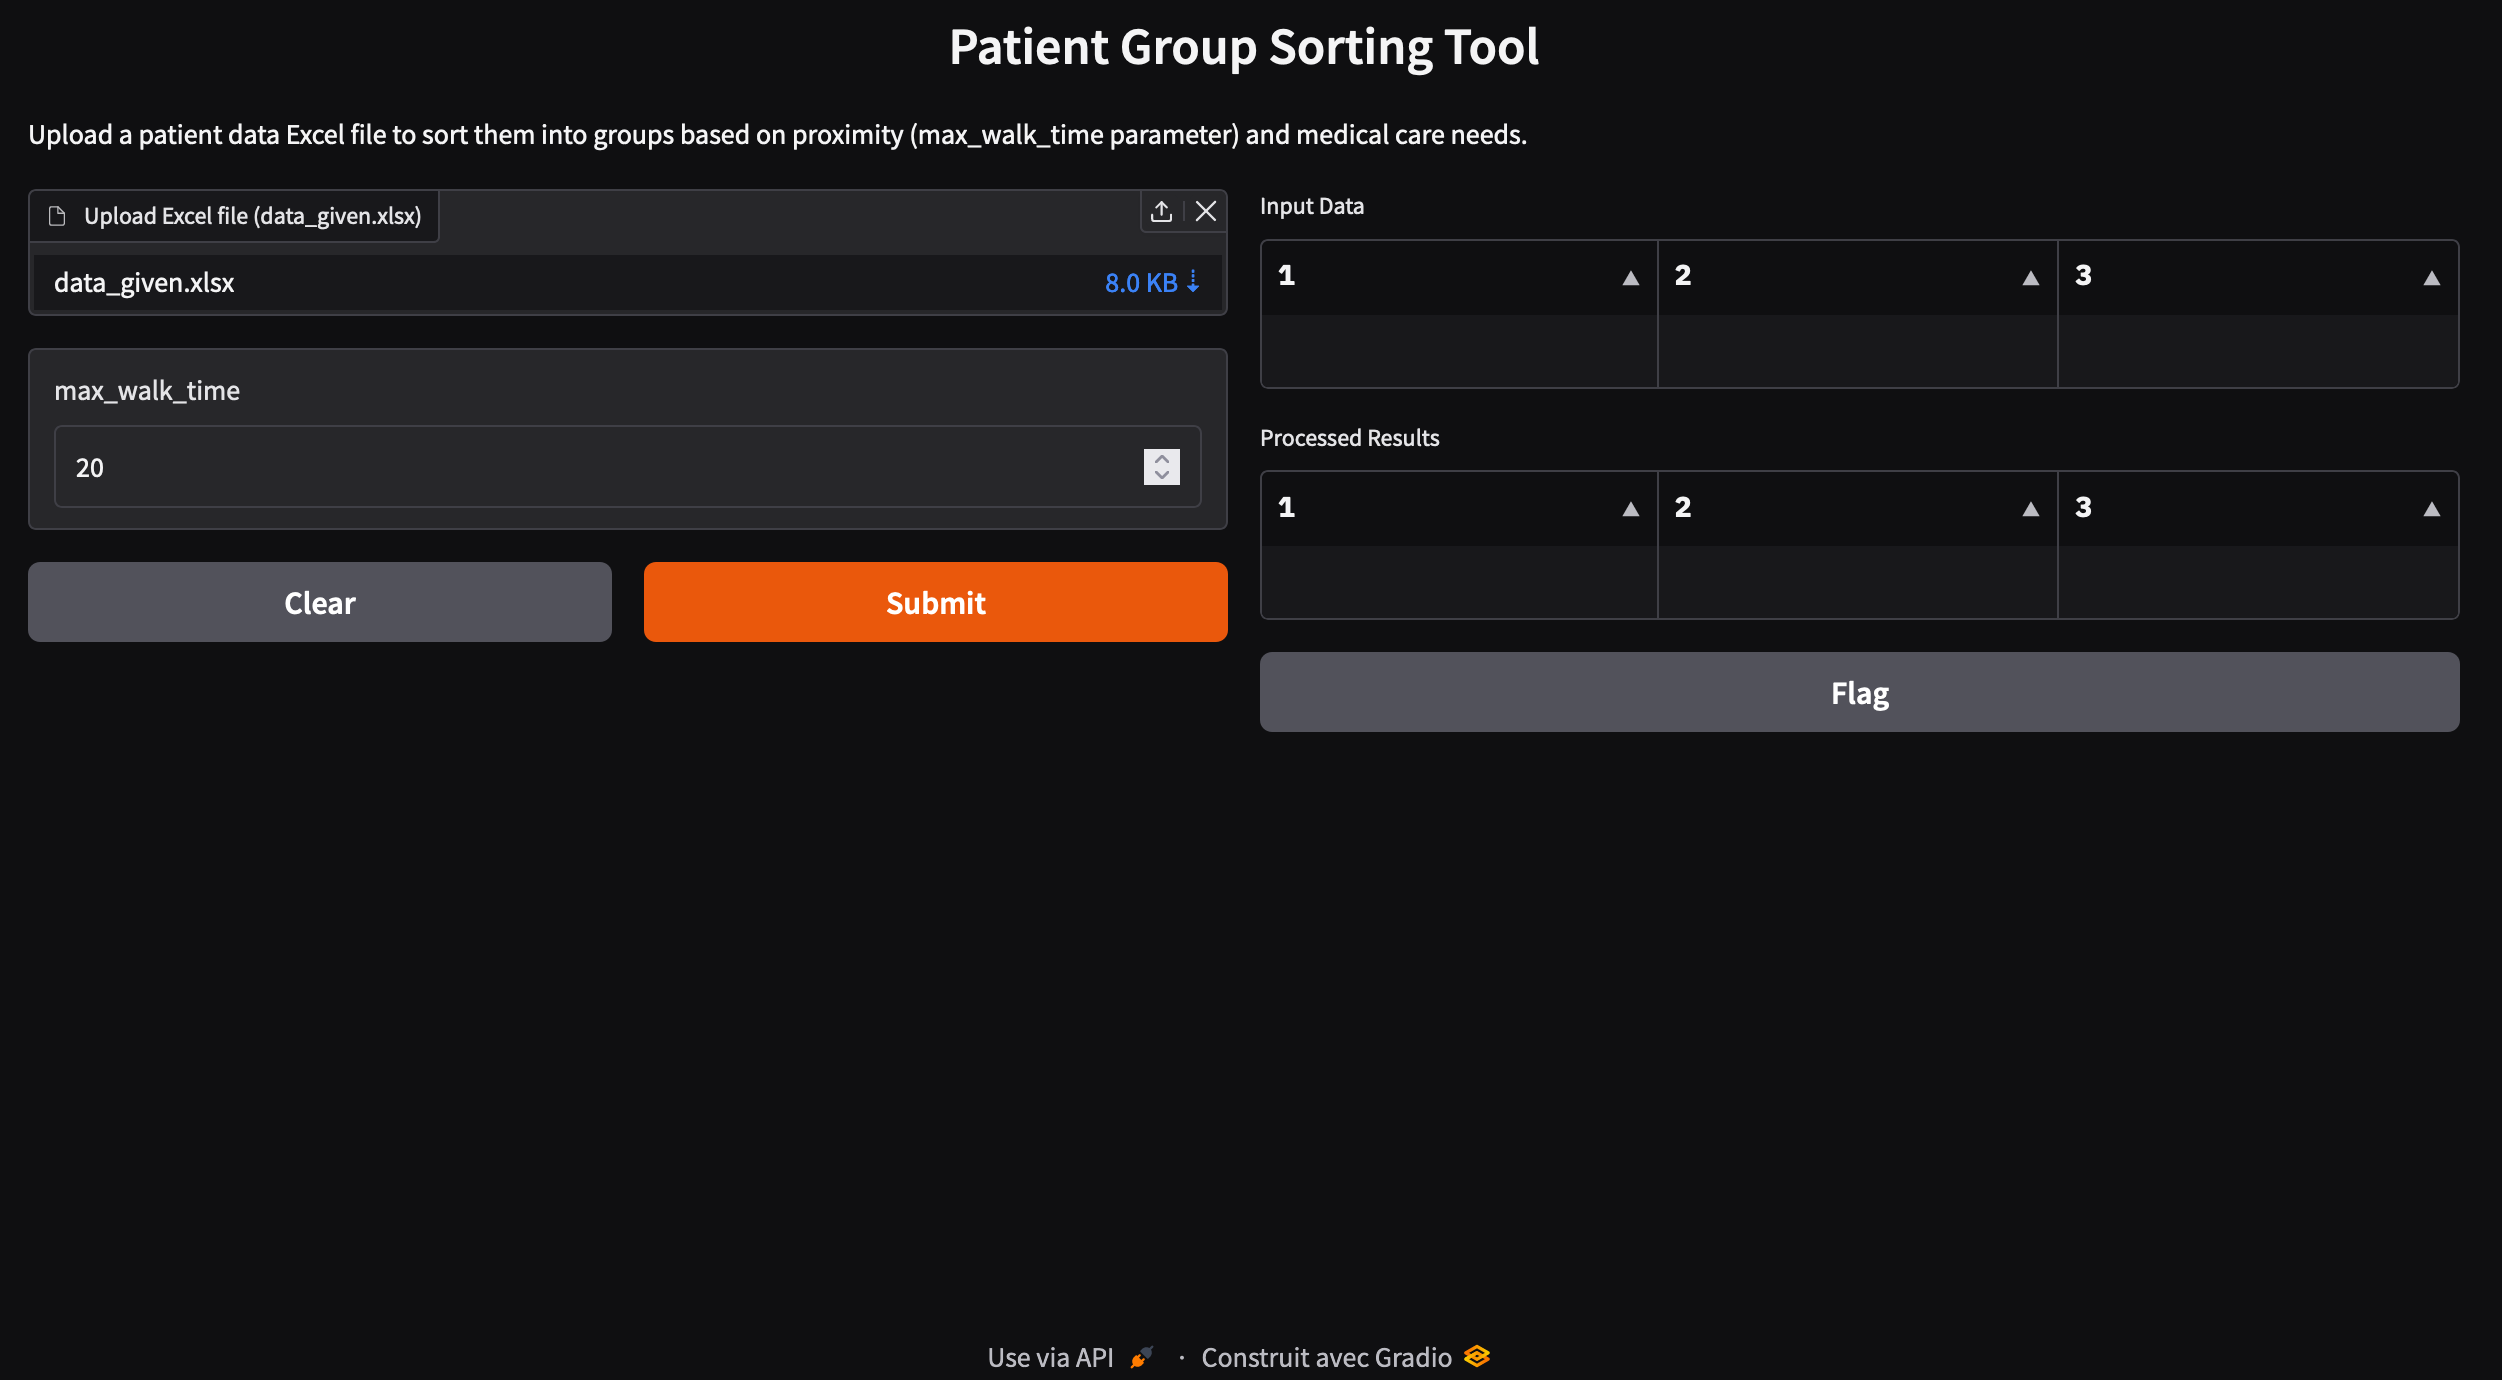 Patient Group Sorting Tool
Upload a patient data Excel file to sort them into groups based on proximity (max_walk_time parameter) and medical care needs.
Upload Excel file (data_given.xlsx)
data_given.xlsx 8.0 KB ⇣
max_walk_time
20
Clear Submit
Input Data
1 2 3
Processed Results
1 2 3
Flag
Use via API · Construit avec Gradio